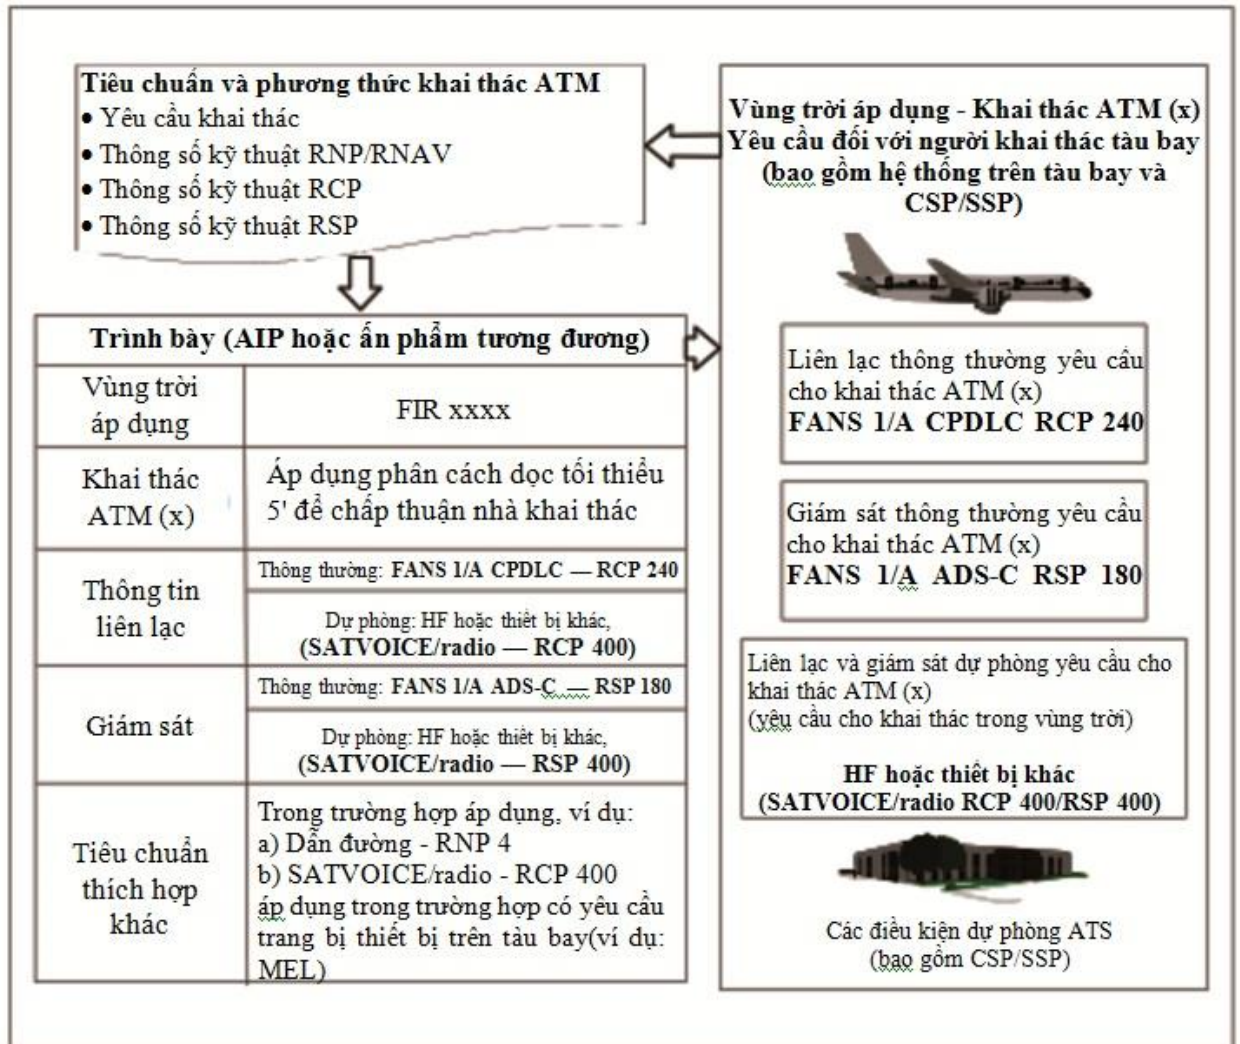 Tiêu chuẩn và phương thức khai thác ATM
• Yêu cầu khai thác
• Thông số kỹ thuật RNP/RNAV
• Thông số kỹ thuật RCP
• Thông số kỹ thuật RSP
Trình bày (AIP hoặc ấn phẩm tương đương)
Vùng trời
áp dụng
FIR xxxx
Khai thác
ATM (x)
Áp dụng phân cách dọc tối thiểu
5' để chấp thuận nhà khai thác
Thông tin
liên lạc
Thông thường: FANS 1/A CPDLC — RCP 240
Dự phòng: HF hoặc thiết bị khác,
(SATVOICE/radio — RCP 400)
Giám sát
Thông thường: FANS 1/A ADS-C — RSP 180
Dự phòng: HF hoặc thiết bị khác,
(SATVOICE/radio — RSP 400)
Tiêu chuẩn
thích hợp
khác
Trong trường hợp áp dụng, ví dụ:
a) Dẫn đường - RNP 4
b) SATVOICE/radio - RCP 400
áp dụng trong trường hợp có yêu cầu
trang bị thiết bị trên tàu bay(ví dụ:
MEL)
Vùng trời áp dụng - Khai thác ATM (x)
Yêu cầu đối với người khai thác tàu bay
(bao gồm hệ thống trên tàu bay và
CSP/SSP)
Liên lạc thông thường yêu cầu
cho khai thác ATM (x)
FANS 1/A CPDLC RCP 240
Giám sát thông thường yêu cầu
cho khai thác ATM (x)
FANS 1/A ADS-C RSP 180
Liên lạc và giám sát dự phòng yêu cầu cho
khai thác ATM (x)
(yêu cầu cho khai thác trong vùng trời)
HF hoặc thiết bị khác
(SATVOICE/radio RCP 400/RSP 400)
Các điều kiện dự phòng ATS
(bao gồm CSP/SSP)